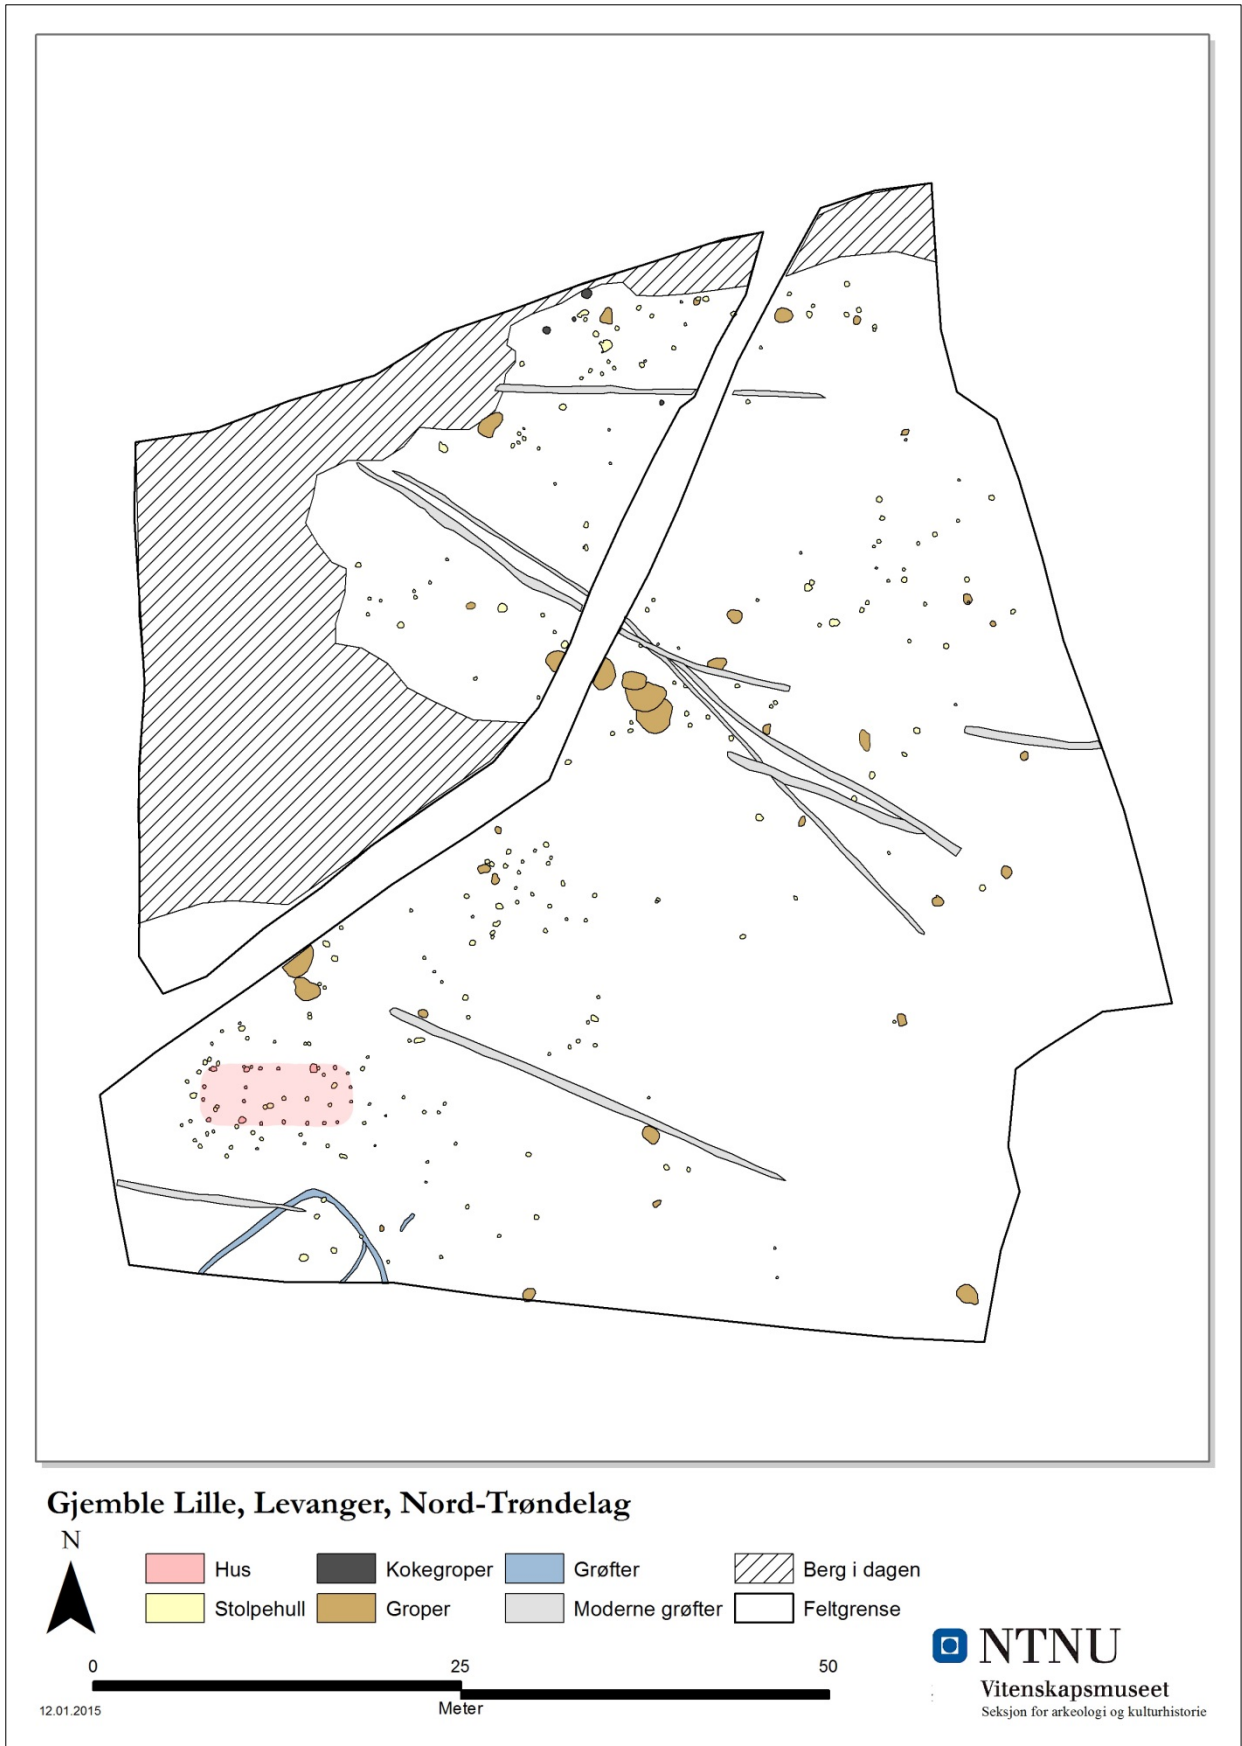 Gjemble Lille, Levanger, Nord-Trøndelag
N
Hus
Kokegroper
Grøfter
Berg i dagen
Stolpehull
Groper
Moderne grøfter
Feltgrense
0 25 50
Meter
12.01.2015
NTNU
Vitenskapsmuseet
Seksjon for arkeologi og kulturhistorie